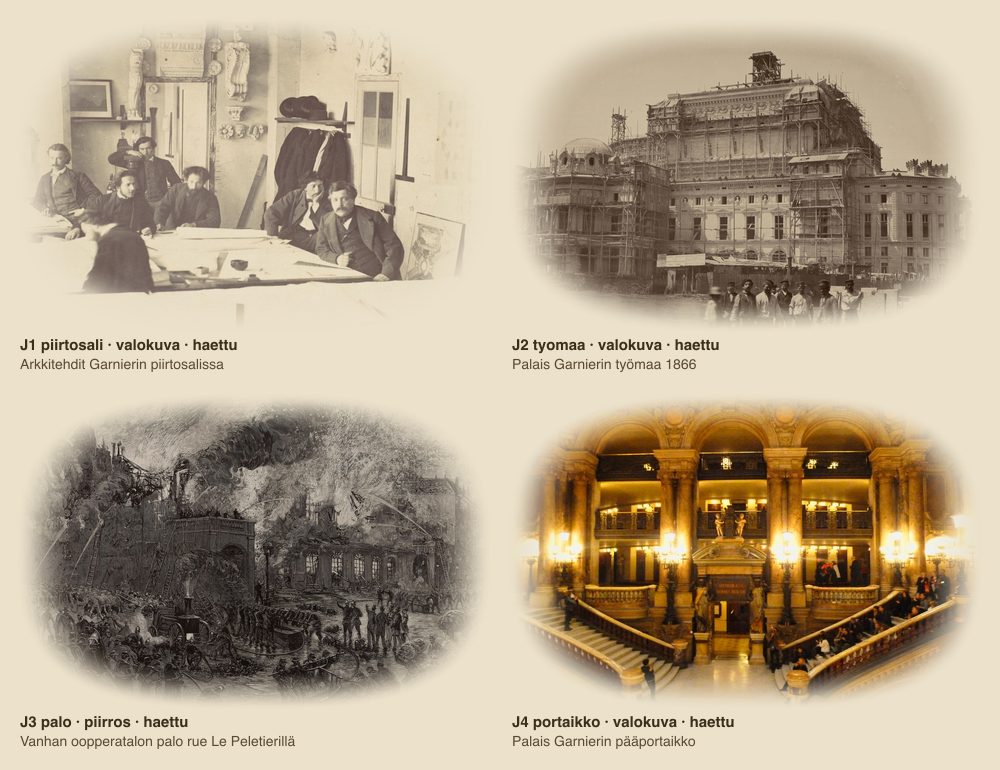 J1 piirtosali · valokuva · haettu
Arkkitehdit Garnierin piirtosalissa
J2 tyomaa · valokuva · haettu
Palais Garnierin työmaa 1866
J3 palo · piirros · haettu
Vanhan oopperatalon palo rue Le Peletierillä
J4 portaikko · valokuva · haettu
Palais Garnierin pääportaikko